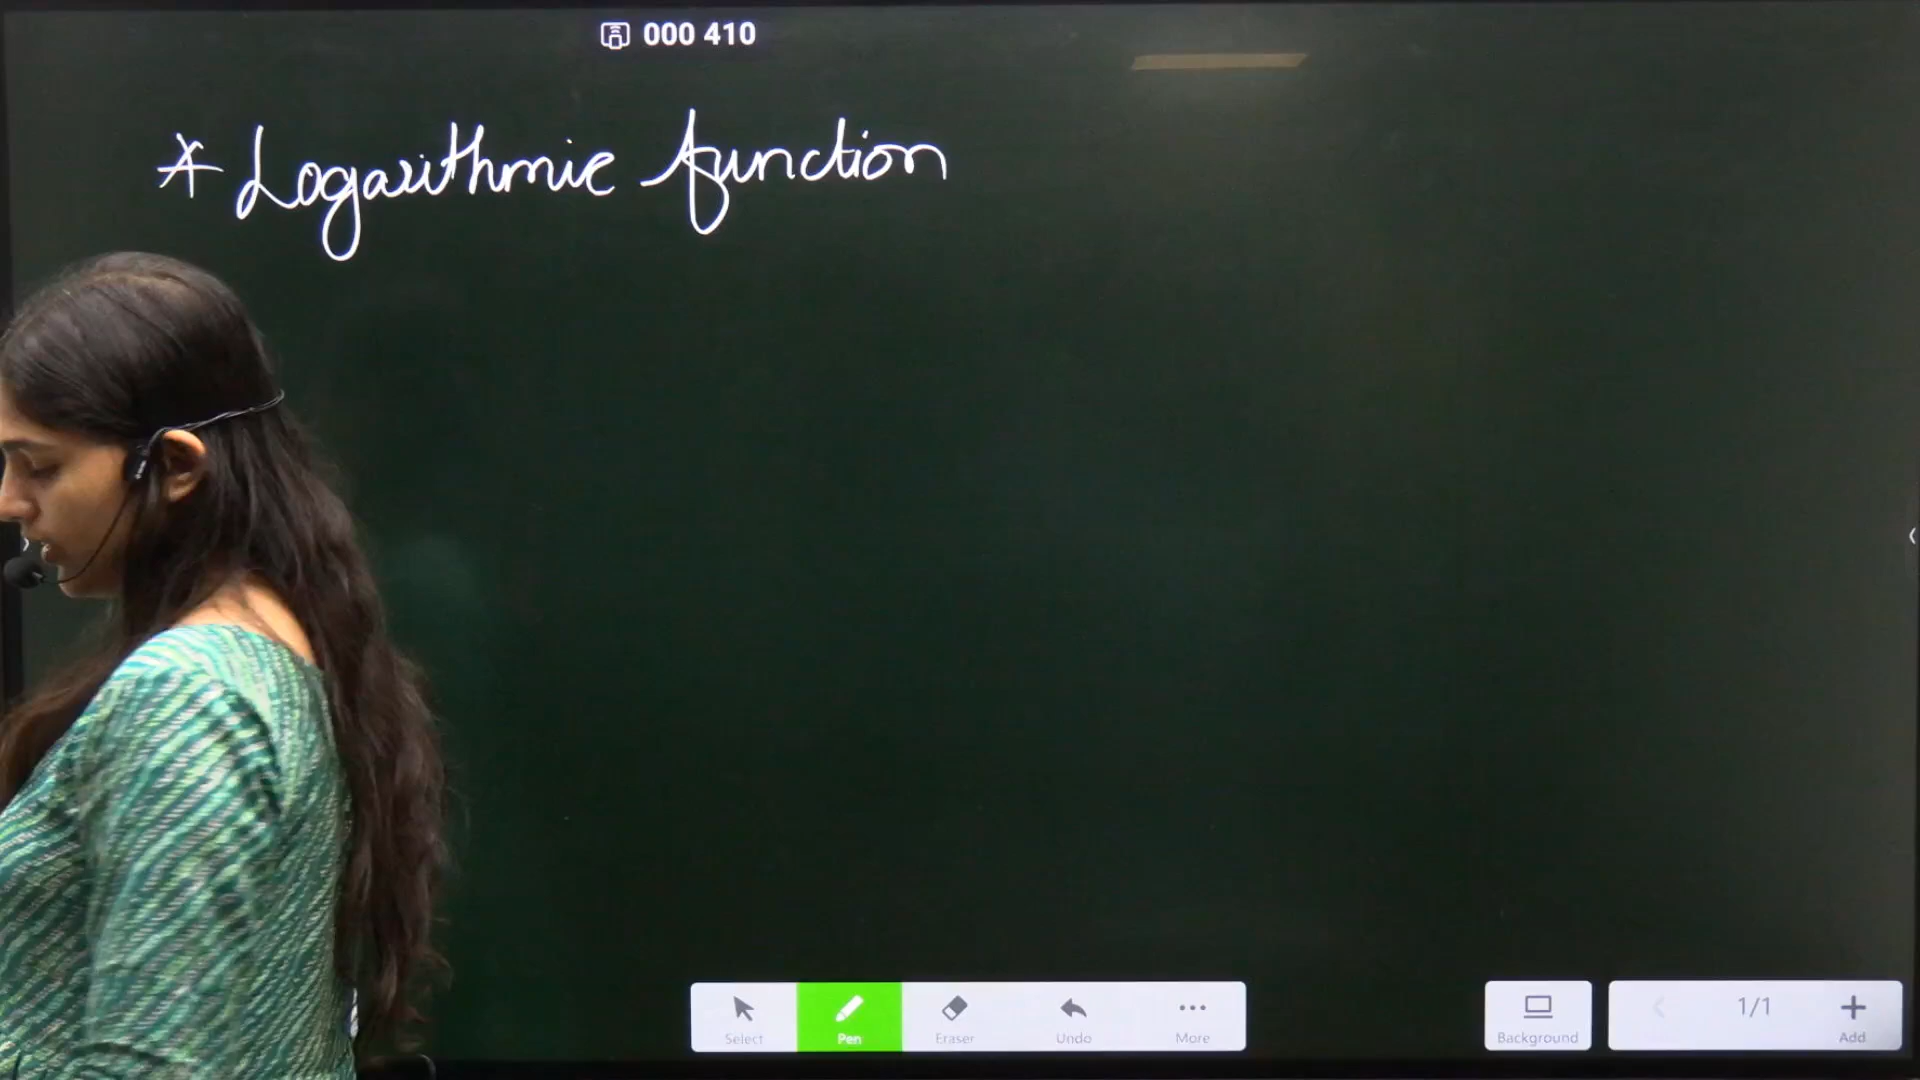 000 410
* Logarithmic function
Select Pen Eraser Undo More
Background
1/1
Add